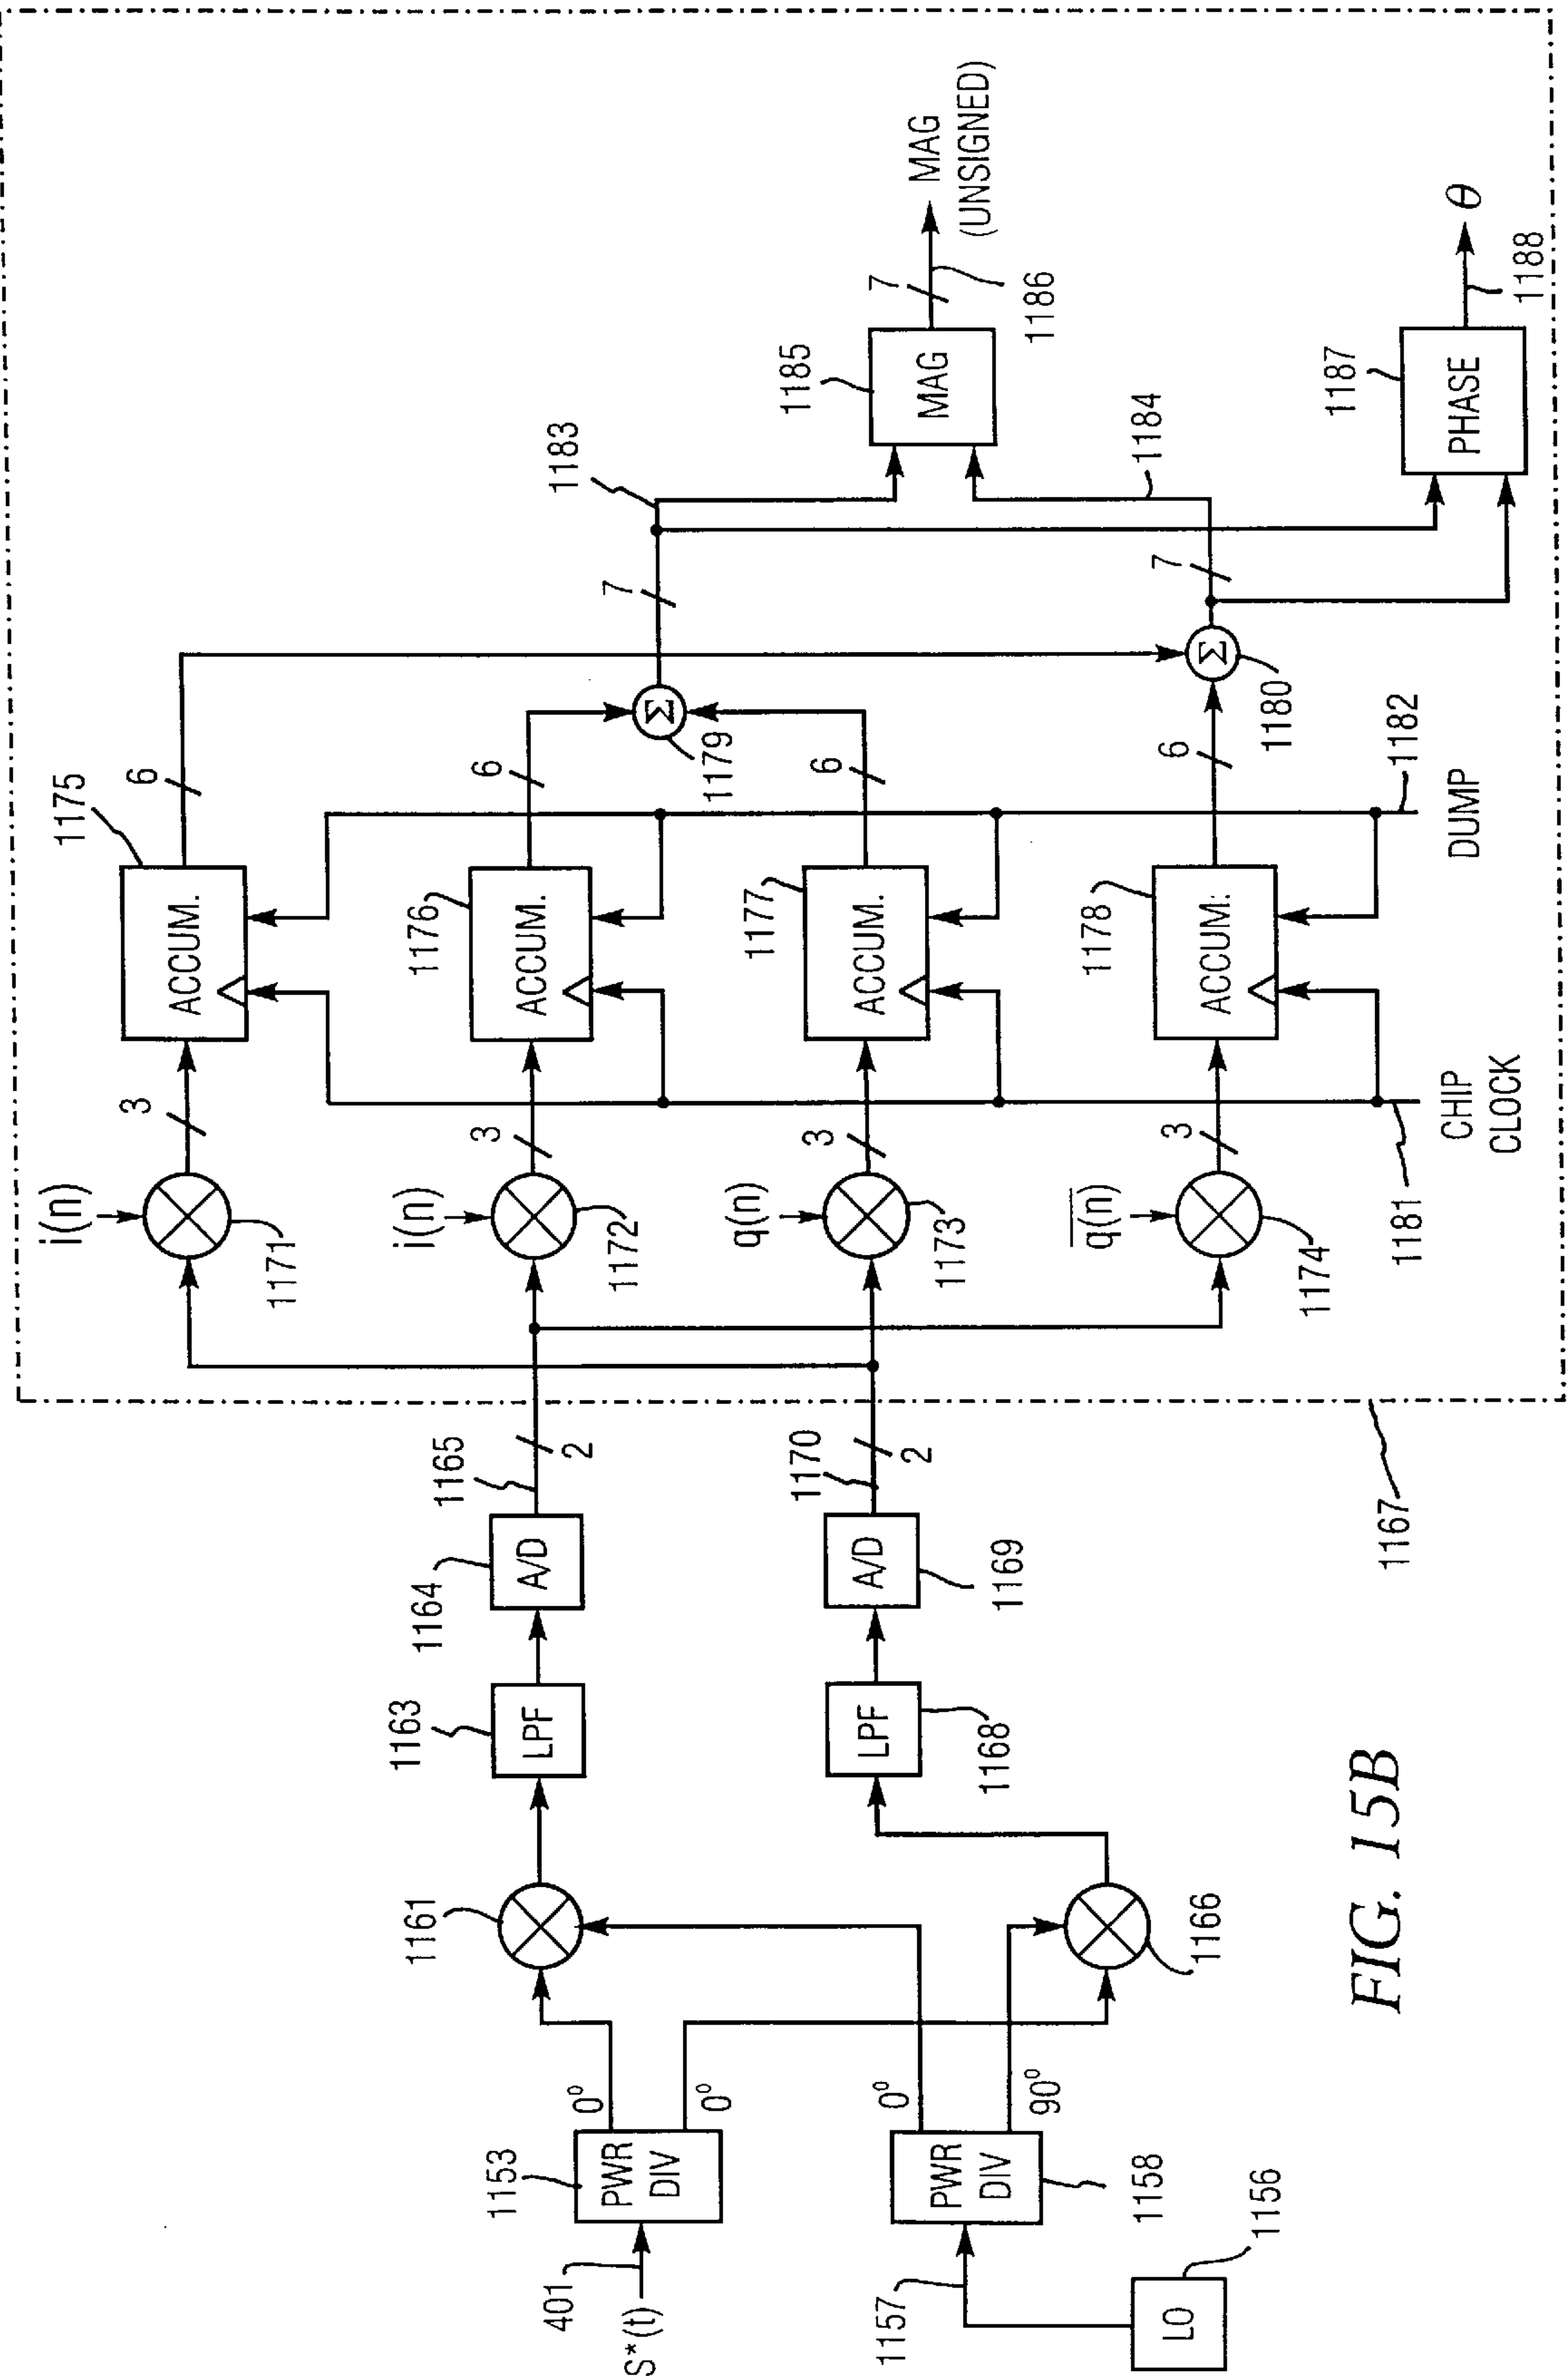 S*(t)
401
1153
PWR
DIV
0°
0°
LO
1156
1157
PWR
DIV
1158
0°
90°
1161
1166
LPF
1163
LPF
1168
A/D
1164
A/D
1169
1165
2
1170
2
1167
i(n)
1171
3
i(n)
1172
3
q(n)
1173
3
q̅(̅n̅)̅
1174
3
1181
CHIP
CLOCK
ACCUM.
1175
6
ACCUM.
1176
6
ACCUM.
1177
6
ACCUM.
1178
6
1182
DUMP
Σ
1179
7
1183
Σ
1180
7
1184
MAG
1185
7
1186
MAG
(UNSIGNED)
PHASE
1187
1188
θ
FIG. 15B